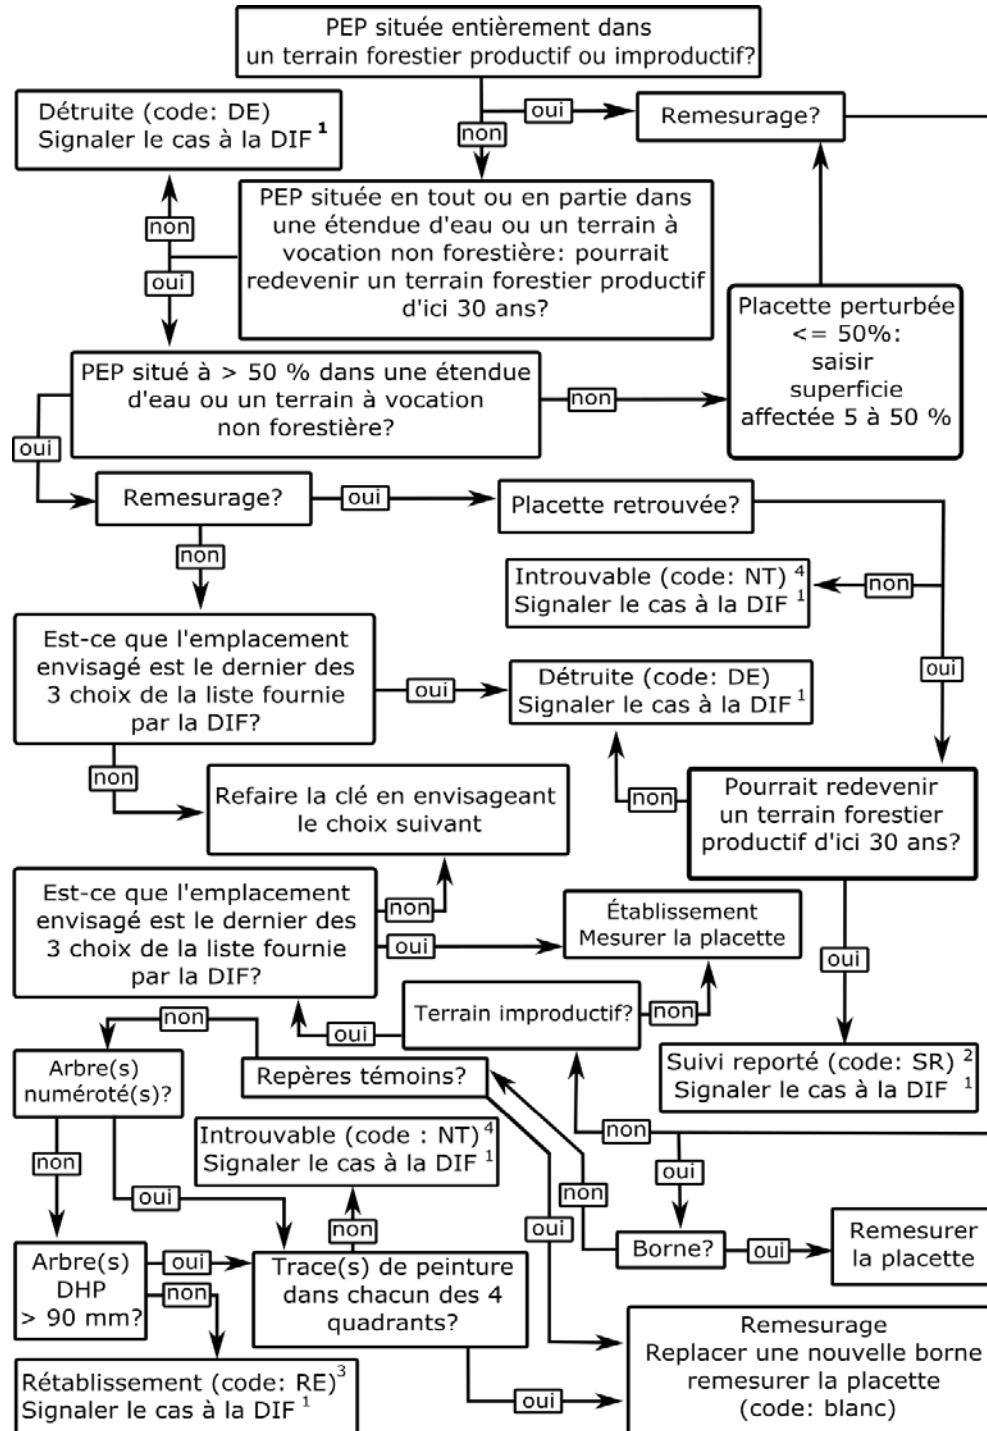 PEP située entièrement dans
un terrain forestier productif ou improductif?
Détruite (code: DE)
Signaler le cas à la DIF 1
oui
Remesurage?
non
PEP située en tout ou en partie dans
une étendue d'eau ou un terrain à
vocation non forestière: pourrait
redevenir un terrain forestier productif
d'ici 30 ans?
non
oui
Placette perturbée
<= 50%:
saisir
superficie
affectée 5 à 50 %
PEP situé à > 50 % dans une étendue
d'eau ou un terrain à vocation
non forestière?
non
oui
Remesurage?
oui
Placette retrouvée?
non
Introuvable (code: NT) 4
Signaler le cas à la DIF 1
non
Est-ce que l'emplacement
envisagé est le dernier des
3 choix de la liste fournie
par la DIF?
oui
Détruite (code: DE)
Signaler le cas à la DIF 1
oui
non
Refaire la clé en envisageant
le choix suivant
non
Pourrait redevenir
un terrain forestier
productif d'ici 30 ans?
Est-ce que l'emplacement
envisagé est le dernier des
3 choix de la liste fournie
par la DIF?
non
oui
Établissement
Mesurer la placette
oui
non
oui
Terrain improductif?
non
Arbre(s)
numéroté(s)?
Repères témoins?
Suivi reporté (code: SR) 2
Signaler le cas à la DIF 1
non
Introuvable (code : NT) 4
Signaler le cas à la DIF 1
non
oui
oui
non
non
oui
Borne?
oui
Remesurer
la placette
Arbre(s)
DHP
> 90 mm?
oui
non
Trace(s) de peinture
dans chacun des 4
quadrants?
Rétablissement (code: RE)3
Signaler le cas à la DIF 1
oui
Remesurage
Replacer une nouvelle borne
remesurer la placette
(code: blanc)